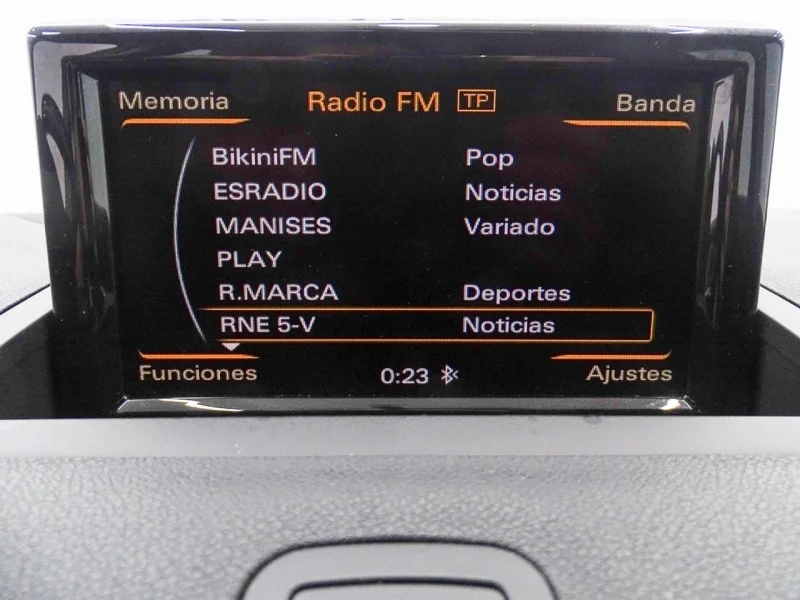 Memoria Radio FM TP Banda
BikiniFM Pop
ESRADIO Noticias
MANISES Variado
PLAY
R.MARCA Deportes
RNE 5-V Noticias
Funciones 0:23 Ajustes